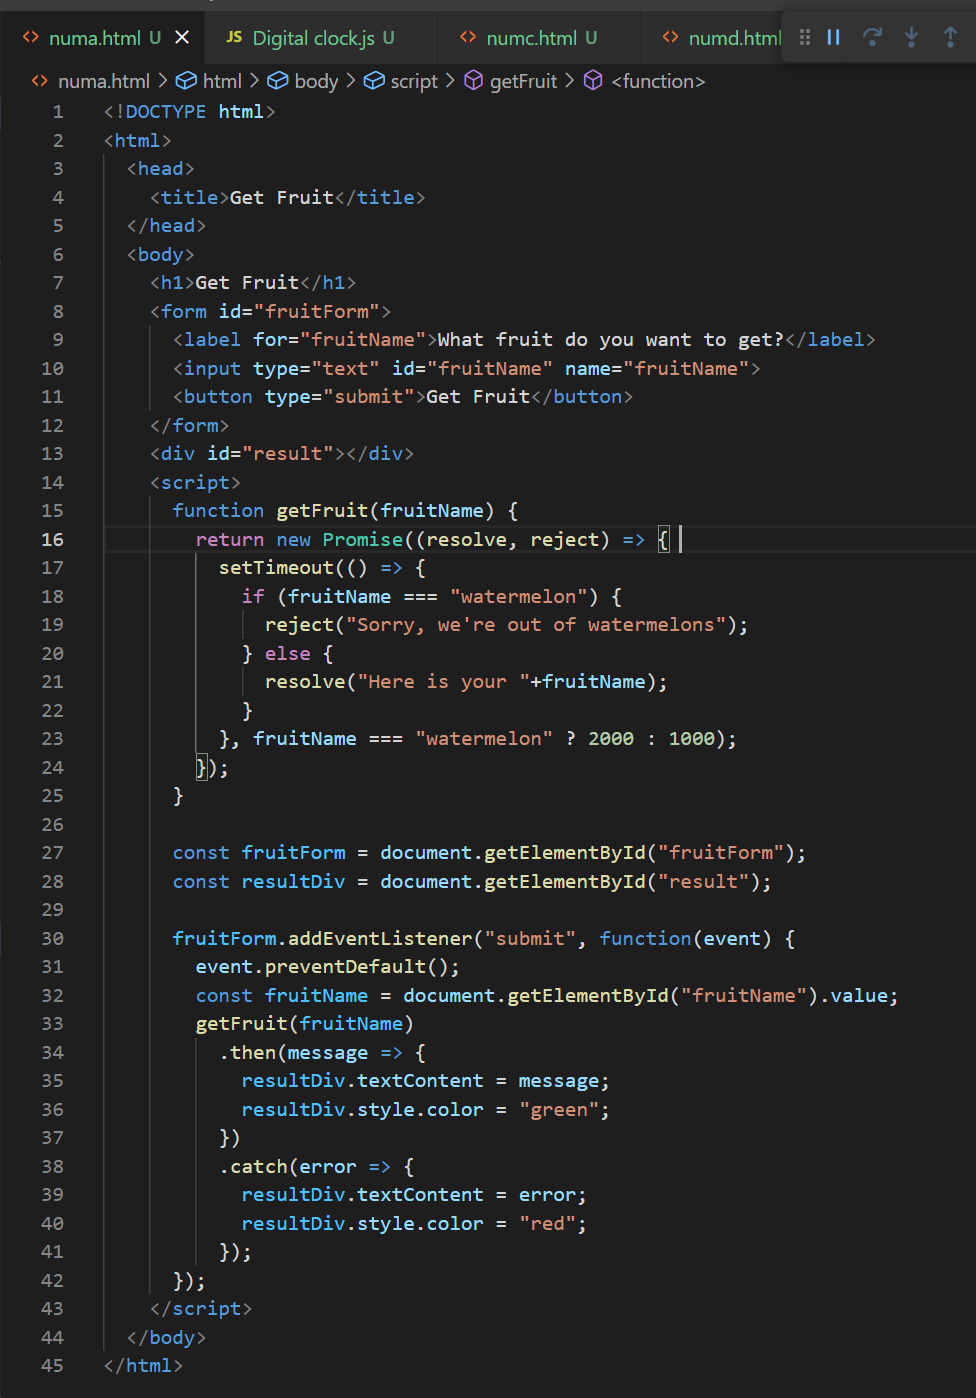 numa.html U Digital clock.js U numc.html U numd.html
numa.html > html > body > script > getFruit > <function>
1 <!DOCTYPE html>
2 <html>
3   <head>
4     <title>Get Fruit</title>
5   </head>
6   <body>
7     <h1>Get Fruit</h1>
8     <form id="fruitForm">
9       <label for="fruitName">What fruit do you want to get?</label>
10       <input type="text" id="fruitName" name="fruitName">
11       <button type="submit">Get Fruit</button>
12     </form>
13     <div id="result"></div>
14     <script>
15       function getFruit(fruitName) {
16         return new Promise((resolve, reject) => {
17           setTimeout(() => {
18             if (fruitName === "watermelon") {
19               reject("Sorry, we're out of watermelons");
20             } else {
21               resolve("Here is your "+fruitName);
22             }
23           }, fruitName === "watermelon" ? 2000 : 1000);
24         });
25       }
26
27       const fruitForm = document.getElementById("fruitForm");
28       const resultDiv = document.getElementById("result");
29
30       fruitForm.addEventListener("submit", function(event) {
31         event.preventDefault();
32         const fruitName = document.getElementById("fruitName").value;
33         getFruit(fruitName)
34           .then(message => {
35             resultDiv.textContent = message;
36             resultDiv.style.color = "green";
37           })
38           .catch(error => {
39             resultDiv.textContent = error;
40             resultDiv.style.color = "red";
41           });
42       });
43     </script>
44   </body>
45 </html>